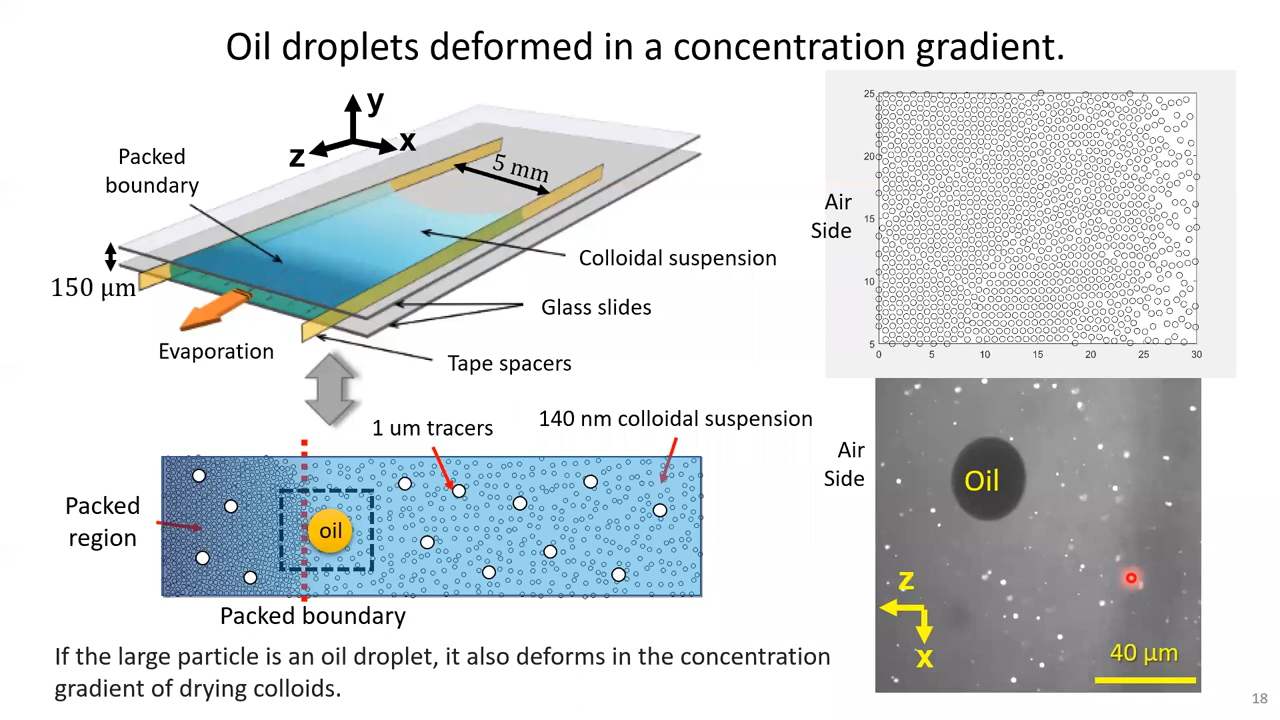 Oil droplets deformed in a concentration gradient.
y
z
x
Packed
boundary
5 mm
150 μm
Colloidal suspension
Glass slides
Evaporation
Tape spacers
1 um tracers
140 nm colloidal suspension
Packed
region
oil
Packed boundary
If the large particle is an oil droplet, it also deforms in the concentration
gradient of drying colloids.
Air
Side
25
20
15
10
5
0
5
10
15
20
25
30
Air
Side
Oil
z
x
40 μm
18